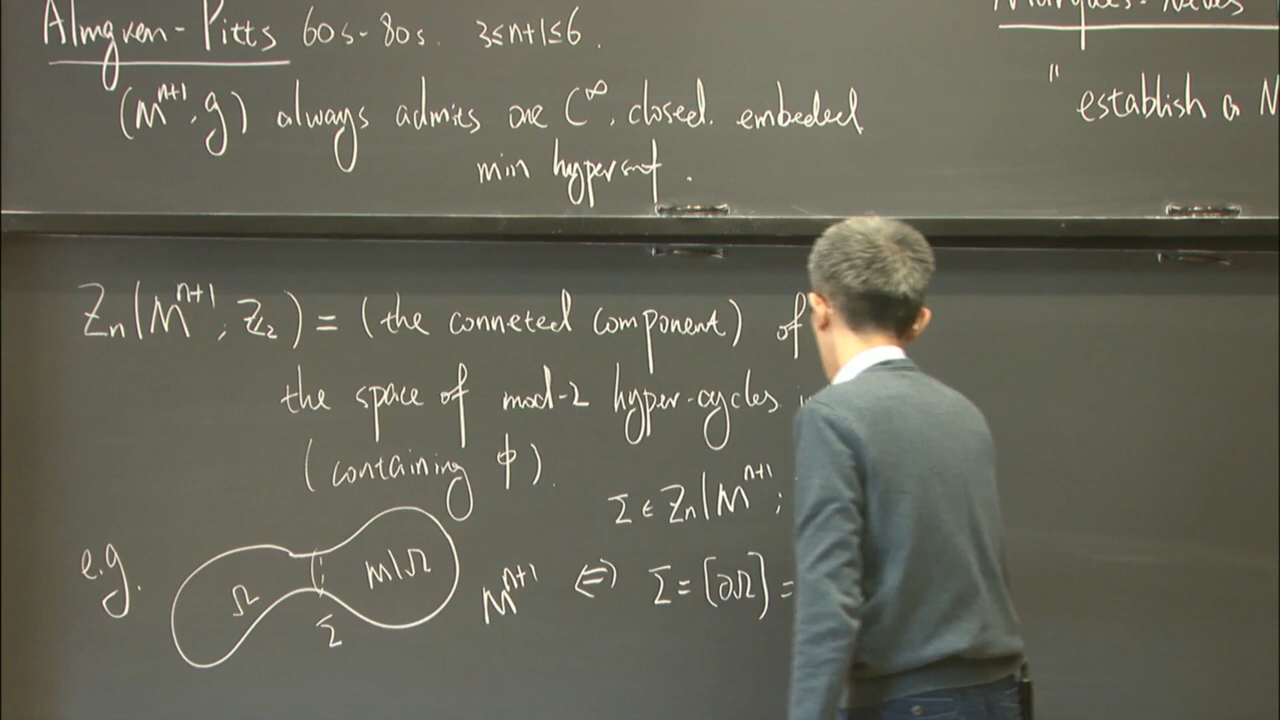 Almgren-Pitts 60s-80s. 3≤n+1≤6.
(M^{n+1}, g) always admits one C^∞, closed, embeded
min hypersurf.
establish a
Z_n(M^{n+1}; Z_2) = (the conneted component) of
the space of mod-2 hyper-cycles
(containing ϕ).
Σ ∈ Z_n(M^{n+1};
e.g.
Ω
M\Ω
Σ
M^{n+1} ⇔ Σ = [∂Ω] =